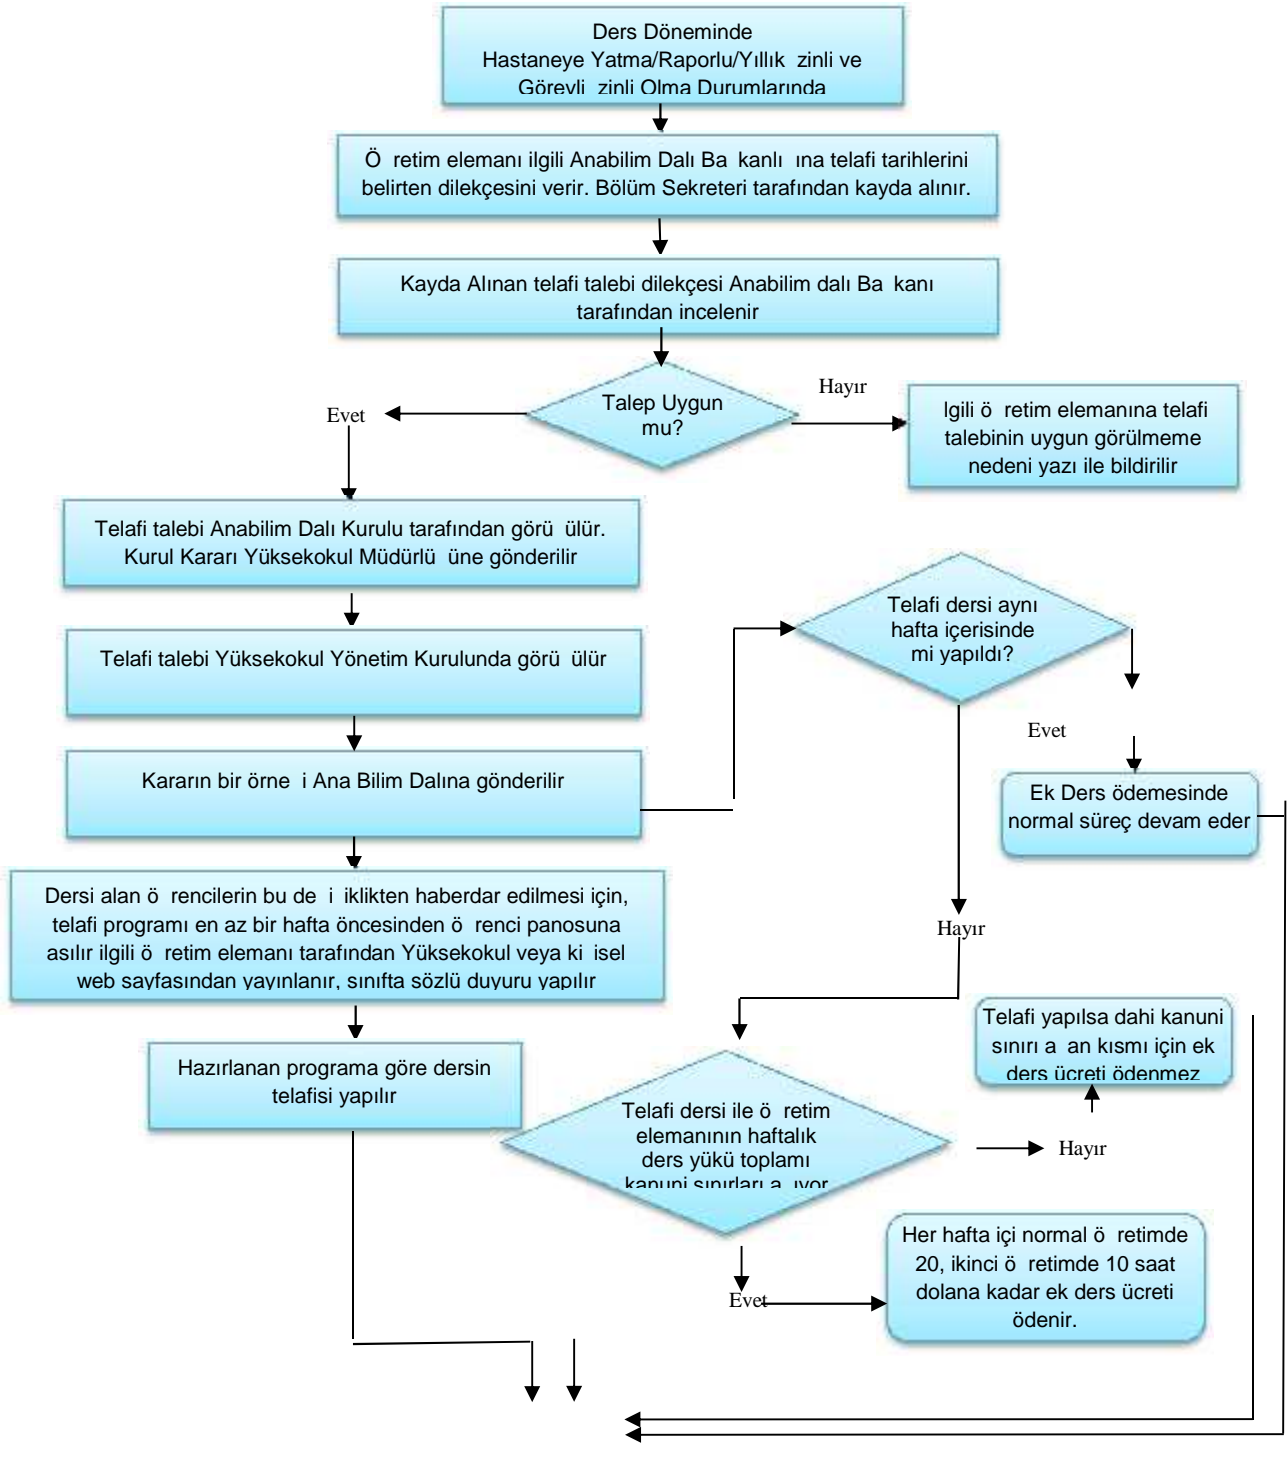 Ders Döneminde
Hastaneye Yatma/Raporlu/Yıllık zinli ve
Görevli zinli Olma Durumlarında
Ö retim elemanı ilgili Anabilim Dalı Ba kanlı ına telafi tarihlerini
belirten dilekçesini verir. Bölüm Sekreteri tarafından kayda alınır.
Kayda Alınan telafi talebi dilekçesi Anabilim dalı Ba kanı
tarafından incelenir
Talep Uygun
mu?
Hayır
Evet
lgili ö retim elemanına telafi
talebinin uygun görülmeme
nedeni yazı ile bildirilir
Telafi talebi Anabilim Dalı Kurulu tarafından görü ülür.
Kurul Kararı Yüksekokul Müdürlü üne gönderilir
Telafi dersi aynı
hafta içerisinde
mi yapıldı?
Telafi talebi Yüksekokul Yönetim Kurulunda görü ülür
Evet
Kararın bir örne i Ana Bilim Dalına gönderilir
Ek Ders ödemesinde
normal süreç devam eder
Dersi alan ö rencilerin bu de i iklikten haberdar edilmesi için,
telafi programı en az bir hafta öncesinden ö renci panosuna
asılır ilgili ö retim elemanı tarafından Yüksekokul veya ki isel
web sayfasından yayınlanır, sınıfta sözlü duyuru yapılır
Hayır
Telafi yapılsa dahi kanuni
sınırı a an kısmı için ek
ders ücreti ödenmez
Hazırlanan programa göre dersin
telafisi yapılır
Telafi dersi ile ö retim
elemanının haftalık
ders yükü toplamı
kanuni sınırları a ıyor
Hayır
Her hafta içi normal ö retimde
20, ikinci ö retimde 10 saat
dolana kadar ek ders ücreti
ödenir.
Evet